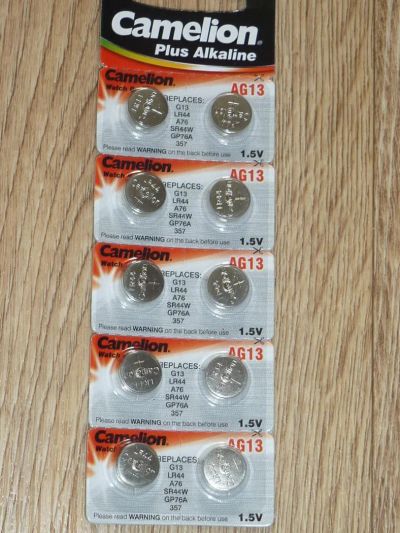 Camelion
Plus Alkaline
Camelion
AG13
Watch
REPLACES:
G13
LR44
A76
SR44W
GP76A
357
Please read WARNING on the back before use
1.5V
Camelion
AG13
Watch
REPLACES:
G13
LR44
A76
SR44W
GP76A
357
Please read WARNING on the back before use
1.5V
Camelion
AG13
Watch
REPLACES:
G13
LR44
A76
SR44W
GP76A
357
Please read WARNING on the back before use
1.5V
Camelion
AG13
Watch
REPLACES:
G13
LR44
A76
SR44W
GP76A
357
Please read WARNING on the back before use
1.5V
Camelion
AG13
Watch
REPLACES:
G13
LR44
A76
SR44W
GP76A
357
Please read WARNING on the back before use
1.5V